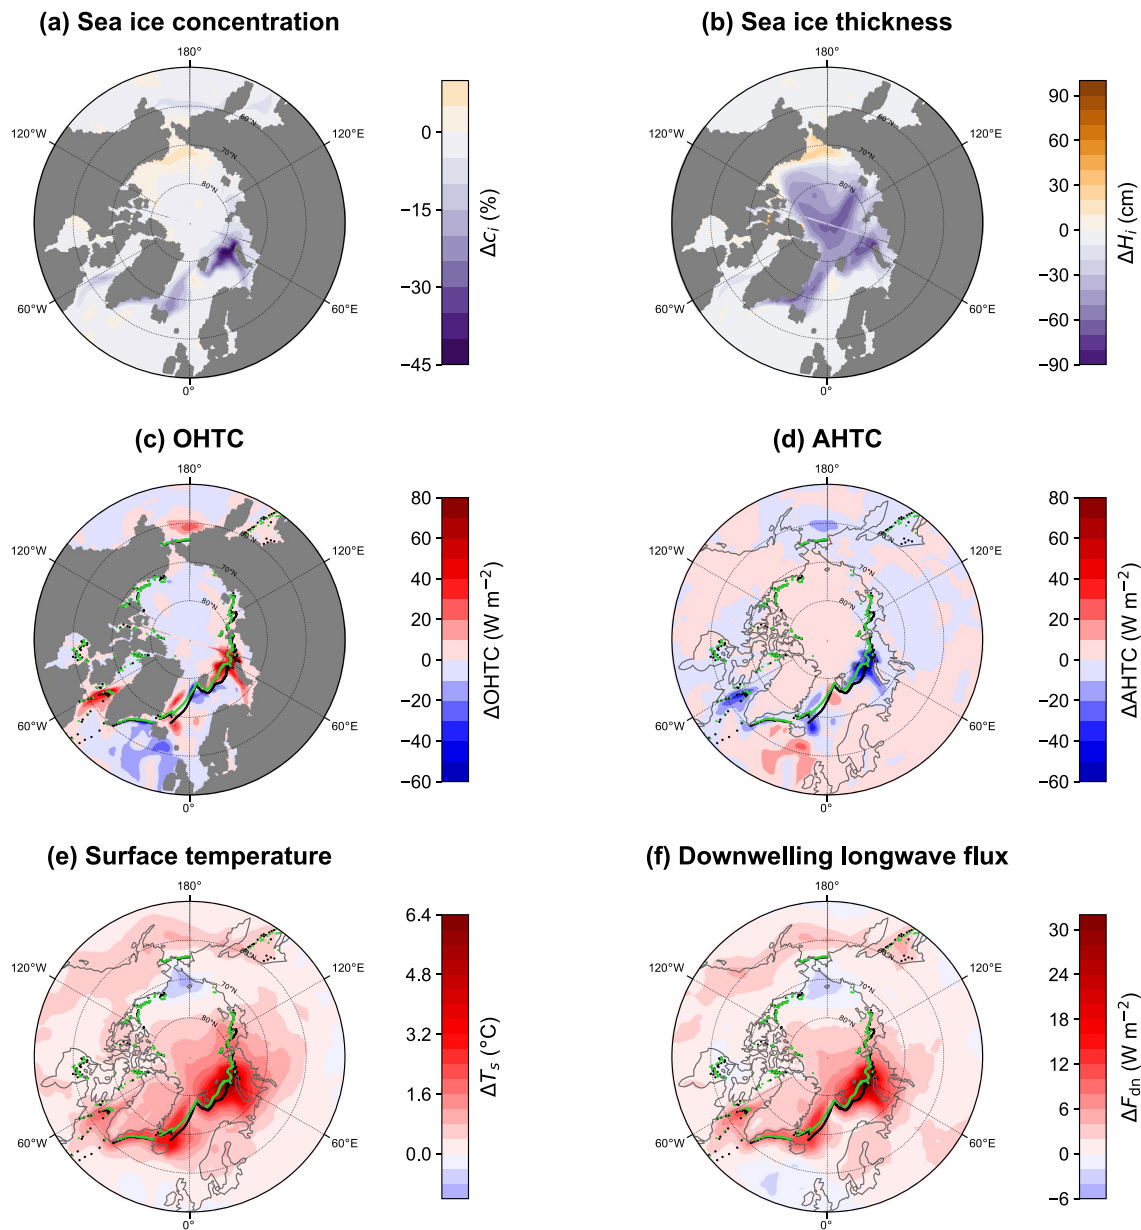 (a) Sea ice concentration
(b) Sea ice thickness
180°
120°W
120°E
60°N
70°N
80°N
60°W
60°E
0°
0
−15
−30
−45
Δcᵢ (%)
180°
120°W
120°E
60°N
70°N
80°N
60°W
60°E
0°
90
60
30
0
−30
−60
−90
ΔHᵢ (cm)
(c) OHTC
(d) AHTC
180°
120°W
120°E
60°N
70°N
80°N
60°W
60°E
0°
80
60
40
20
0
−20
−40
−60
ΔOHTC (W m⁻²)
180°
120°W
120°E
60°N
70°N
80°N
60°W
60°E
0°
80
60
40
20
0
−20
−40
−60
ΔAHTC (W m⁻²)
(e) Surface temperature
(f) Downwelling longwave flux
180°
120°W
120°E
60°N
70°N
80°N
60°W
60°E
0°
6.4
4.8
3.2
1.6
0.0
ΔTₛ (°C)
180°
120°W
120°E
60°N
70°N
80°N
60°W
60°E
0°
30
24
18
12
6
0
−6
ΔF_dn (W m⁻²)